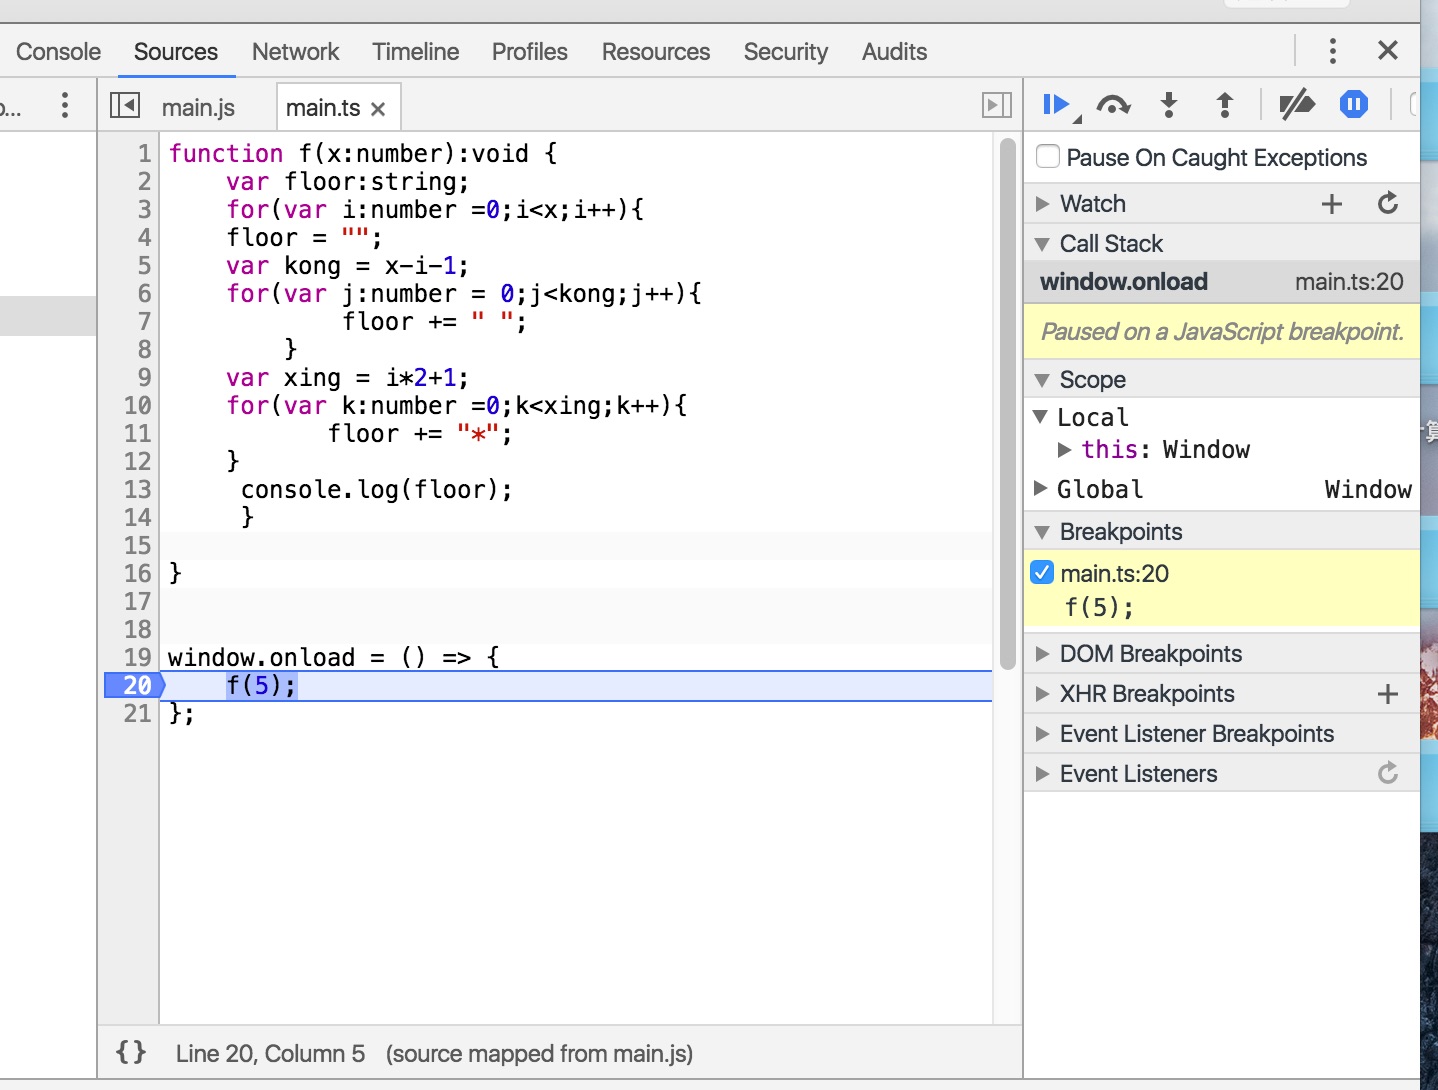 Console Sources Network Timeline Profiles Resources Security Audits
main.js main.ts
1 function f(x:number):void {
2 var floor:string;
3 for(var i:number =0;i<x;i++){
4 floor = "";
5 var kong = x-i-1;
6 for(var j:number = 0;j<kong;j++){
7 floor += " ";
8 }
9 var xing = i*2+1;
10 for(var k:number =0;k<xing;k++){
11 floor += "*";
12 }
13 console.log(floor);
14 }
15
16 }
17
18
19 window.onload = () => {
20 f(5);
21 };
{} Line 20, Column 5 (source mapped from main.js)
Pause On Caught Exceptions
Watch
Call Stack
window.onload main.ts:20
Paused on a JavaScript breakpoint.
Scope
Local
this: Window
Global Window
Breakpoints
main.ts:20
f(5);
DOM Breakpoints
XHR Breakpoints
Event Listener Breakpoints
Event Listeners